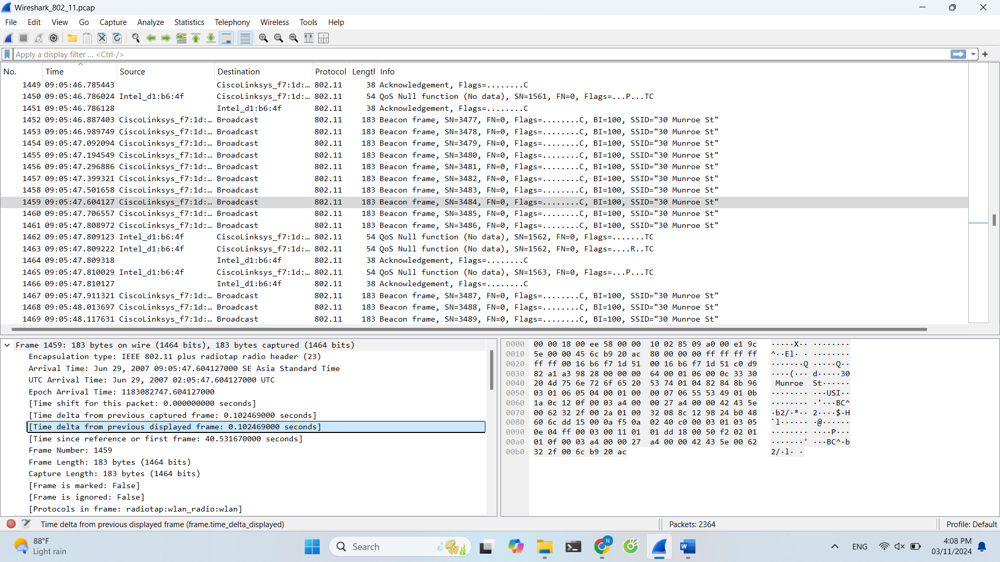 Wireshark_802_11.pcap
File Edit View Go Capture Analyze Statistics Telephony Wireless Tools Help
Apply a display filter ... <Ctrl-/>
No. Time Source Destination Protocol Length Info
1449 09:05:46.785443 CiscoLinksys_f7:1d:… 802.11 38 Acknowledgement, Flags=........C
1450 09:05:46.786024 Intel_d1:b6:4f CiscoLinksys_f7:1d:… 802.11 54 QoS Null function (No data), SN=1561, FN=0, Flags=...P...TC
1451 09:05:46.786128 Intel_d1:b6:4f 802.11 38 Acknowledgement, Flags=........C
1452 09:05:46.887403 CiscoLinksys_f7:1d:… Broadcast 802.11 183 Beacon frame, SN=3477, FN=0, Flags=........C, BI=100, SSID="30 Munroe St"
1453 09:05:46.989749 CiscoLinksys_f7:1d:… Broadcast 802.11 183 Beacon frame, SN=3478, FN=0, Flags=........C, BI=100, SSID="30 Munroe St"
1454 09:05:47.092094 CiscoLinksys_f7:1d:… Broadcast 802.11 183 Beacon frame, SN=3479, FN=0, Flags=........C, BI=100, SSID="30 Munroe St"
1455 09:05:47.194549 CiscoLinksys_f7:1d:… Broadcast 802.11 183 Beacon frame, SN=3480, FN=0, Flags=........C, BI=100, SSID="30 Munroe St"
1456 09:05:47.296886 CiscoLinksys_f7:1d:… Broadcast 802.11 183 Beacon frame, SN=3481, FN=0, Flags=........C, BI=100, SSID="30 Munroe St"
1457 09:05:47.399321 CiscoLinksys_f7:1d:… Broadcast 802.11 183 Beacon frame, SN=3482, FN=0, Flags=........C, BI=100, SSID="30 Munroe St"
1458 09:05:47.501658 CiscoLinksys_f7:1d:… Broadcast 802.11 183 Beacon frame, SN=3483, FN=0, Flags=........C, BI=100, SSID="30 Munroe St"
1459 09:05:47.604127 CiscoLinksys_f7:1d:… Broadcast 802.11 183 Beacon frame, SN=3484, FN=0, Flags=........C, BI=100, SSID="30 Munroe St"
1460 09:05:47.706557 CiscoLinksys_f7:1d:… Broadcast 802.11 183 Beacon frame, SN=3485, FN=0, Flags=........C, BI=100, SSID="30 Munroe St"
1461 09:05:47.808972 CiscoLinksys_f7:1d:… Broadcast 802.11 183 Beacon frame, SN=3486, FN=0, Flags=........C, BI=100, SSID="30 Munroe St"
1462 09:05:47.809123 Intel_d1:b6:4f CiscoLinksys_f7:1d:… 802.11 54 QoS Null function (No data), SN=1562, FN=0, Flags=.......TC
1463 09:05:47.809222 Intel_d1:b6:4f CiscoLinksys_f7:1d:… 802.11 54 QoS Null function (No data), SN=1562, FN=0, Flags=....R..TC
1464 09:05:47.809318 Intel_d1:b6:4f 802.11 38 Acknowledgement, Flags=........C
1465 09:05:47.810029 Intel_d1:b6:4f CiscoLinksys_f7:1d:… 802.11 54 QoS Null function (No data), SN=1563, FN=0, Flags=...P...TC
1466 09:05:47.810127 Intel_d1:b6:4f 802.11 38 Acknowledgement, Flags=........C
1467 09:05:47.911321 CiscoLinksys_f7:1d:… Broadcast 802.11 183 Beacon frame, SN=3487, FN=0, Flags=........C, BI=100, SSID="30 Munroe St"
1468 09:05:48.013697 CiscoLinksys_f7:1d:… Broadcast 802.11 183 Beacon frame, SN=3488, FN=0, Flags=........C, BI=100, SSID="30 Munroe St"
1469 09:05:48.117631 CiscoLinksys_f7:1d:… Broadcast 802.11 183 Beacon frame, SN=3489, FN=0, Flags=........C, BI=100, SSID="30 Munroe St"
Frame 1459: 183 bytes on wire (1464 bits), 183 bytes captured (1464 bits)
Encapsulation type: IEEE 802.11 plus radiotap radio header (23)
Arrival Time: Jun 29, 2007 09:05:47.604127000 SE Asia Standard Time
UTC Arrival Time: Jun 29, 2007 02:05:47.604127000 UTC
Epoch Arrival Time: 1183082747.604127000
[Time shift for this packet: 0.000000000 seconds]
[Time delta from previous captured frame: 0.102469000 seconds]
[Time delta from previous displayed frame: 0.102469000 seconds]
[Time since reference or first frame: 40.531670000 seconds]
Frame Number: 1459
Frame Length: 183 bytes (1464 bits)
Capture Length: 183 bytes (1464 bits)
[Frame is marked: False]
[Frame is ignored: False]
[Protocols in frame: radiotap:wlan_radio:wlan]
0000 00 00 18 00 ee 58 00 00 10 02 85 09 a0 00 e1 9c ·····X·· ········
0010 5e 00 00 45 6c b9 20 ac 80 00 00 00 ff ff ff ff ^··El· · ········
0020 ff ff 00 16 b6 f7 1d 51 00 16 b6 f7 1d 51 c0 d9 ·······Q ·····Q··
0030 82 a1 a3 98 28 00 00 00 64 00 01 06 00 0c 33 30 ····(··· d·····30
0040 20 4d 75 6e 72 6f 65 20 53 74 01 04 82 84 8b 96 Munroe St······
0050 03 01 06 05 04 00 01 00 00 07 06 55 53 49 01 0b ········ ···USI··
0060 1a 0c 12 0f 00 03 a4 00 00 27 a4 00 00 42 43 5e ········ ·'···BC^
0070 00 62 32 2f 00 2a 01 00 32 08 8c 12 98 24 b0 48 ·b2/·*·· 2····$·H
0080 60 6c dd 15 00 0a f5 0a 02 40 c0 00 03 01 03 05 `l······ ·@······
0090 0e 04 ff 00 03 00 11 01 01 dd 18 00 50 f2 02 01 ········ ····P···
00a0 01 0f 00 03 a4 00 00 27 a4 00 00 42 43 5e 00 62 ·······' ···BC^·b
00b0 32 2f 00 6c b9 20 ac 2/·l· ·
Time delta from previous displayed frame (frame.time_delta_displayed) Packets: 2364 Profile: Default
88°F
Light rain
Search
N
W
ENG
4:08 PM
03/11/2024